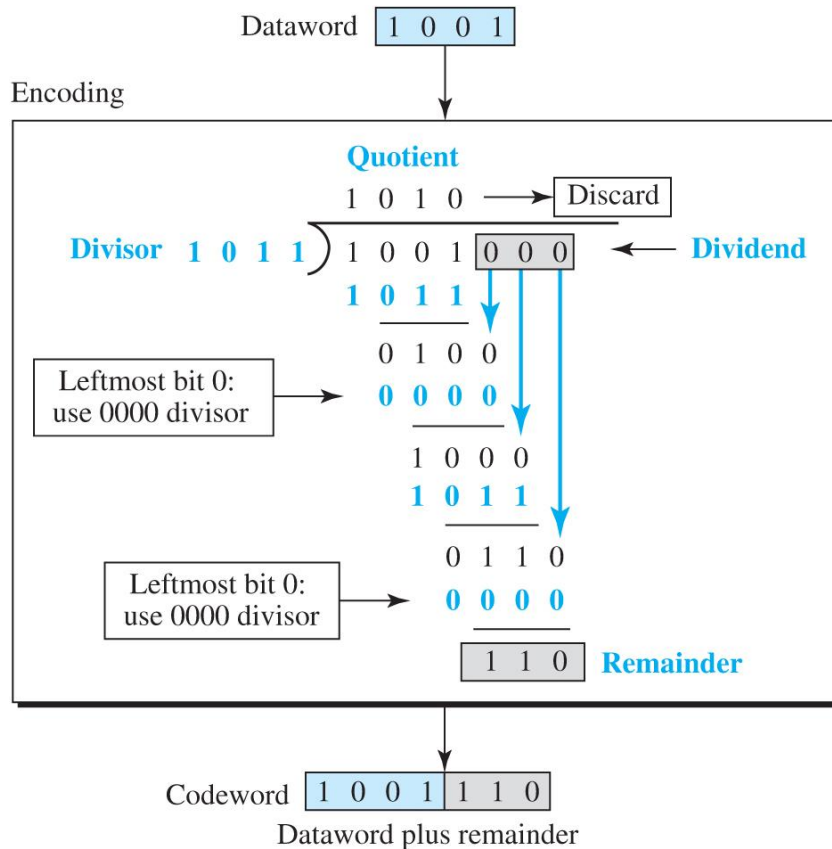 Dataword 1 0 0 1
Encoding
Quotient
1 0 1 0 Discard
Divisor 1 0 1 1 1 0 0 1 0 0 0 Dividend
1 0 1 1
0 1 0 0
Leftmost bit 0:
use 0000 divisor
0 0 0 0
1 0 0 0
1 0 1 1
0 1 1 0
Leftmost bit 0:
use 0000 divisor
0 0 0 0
1 1 0 Remainder
Codeword 1 0 0 1 1 1 0
Dataword plus remainder